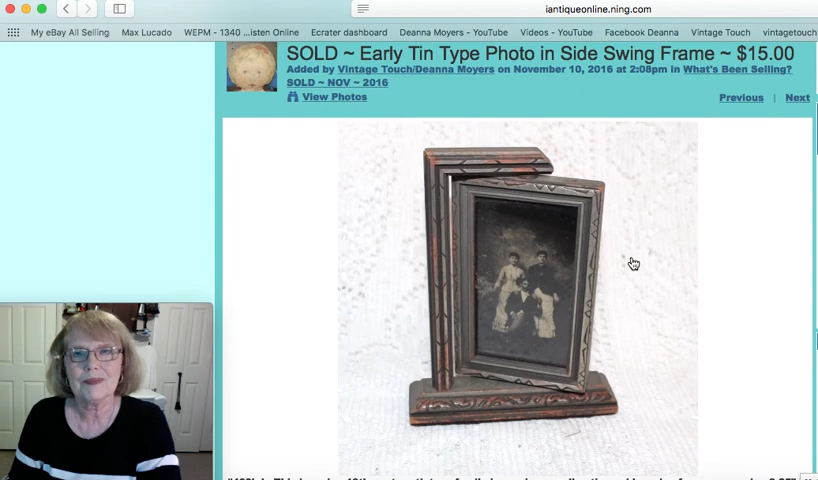 iantiqueonline.ning.com
My eBay All Selling Max Lucado WEPM - 1340 ...isten Online Ecrater dashboard Deanna Moyers - YouTube Videos - YouTube Facebook Deanna Vintage Touch vintagetouch
SOLD ~ Early Tin Type Photo in Side Swing Frame ~ $15.00
Added by Vintage Touch/Deanna Moyers on November 10, 2016 at 2:08pm in What's Been Selling?
SOLD ~ NOV ~ 2016
View Photos
Previous | Next